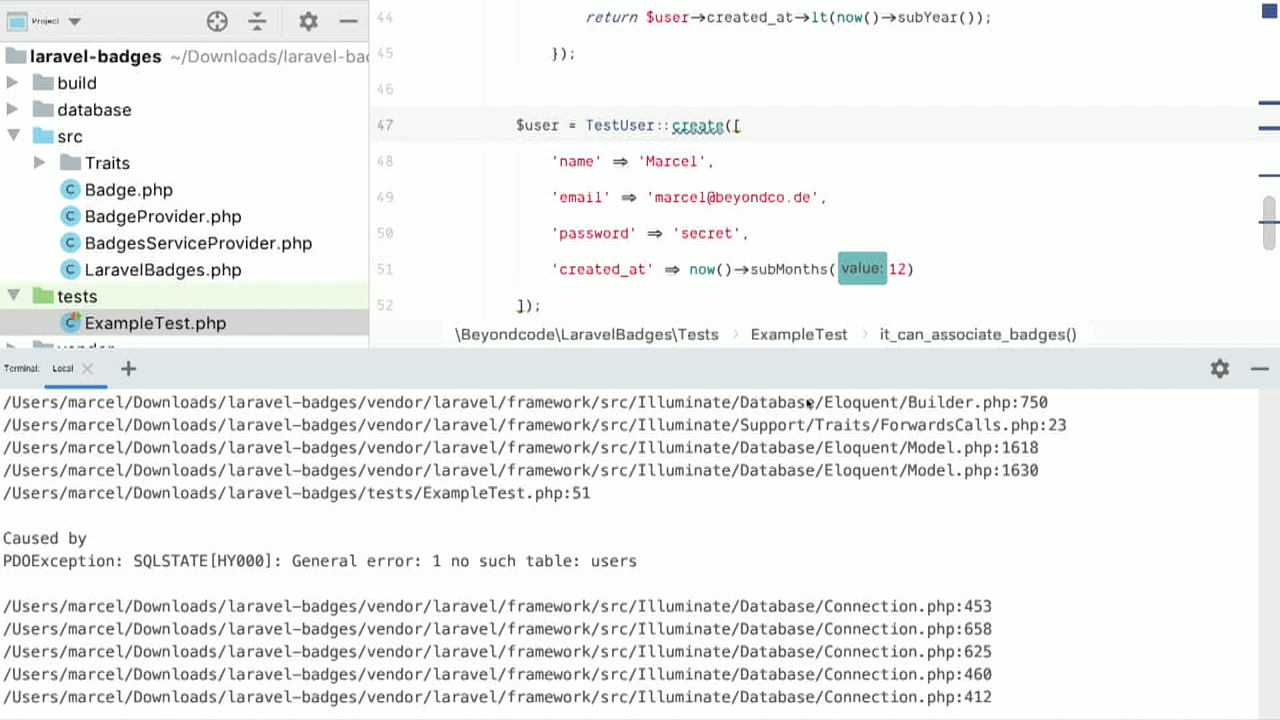 Project
laravel-badges ~/Downloads/laravel-ba
build
database
src
Traits
Badge.php
BadgeProvider.php
BadgesServiceProvider.php
LaravelBadges.php
tests
ExampleTest.php
vendor
44 return $user→created_at→lt(now()→subYear());
45 });
46
47 $user = TestUser::create([
48 'name' ⇒ 'Marcel',
49 'email' ⇒ 'marcel@beyondco.de',
50 'password' ⇒ 'secret',
51 'created_at' ⇒ now()→subMonths( value: 12)
52 ]);
\Beyondcode\LaravelBadges\Tests › ExampleTest › it_can_associate_badges()
Terminal: Local
/Users/marcel/Downloads/laravel-badges/vendor/laravel/framework/src/Illuminate/Database/Eloquent/Builder.php:750
/Users/marcel/Downloads/laravel-badges/vendor/laravel/framework/src/Illuminate/Support/Traits/ForwardsCalls.php:23
/Users/marcel/Downloads/laravel-badges/vendor/laravel/framework/src/Illuminate/Database/Eloquent/Model.php:1618
/Users/marcel/Downloads/laravel-badges/vendor/laravel/framework/src/Illuminate/Database/Eloquent/Model.php:1630
/Users/marcel/Downloads/laravel-badges/tests/ExampleTest.php:51
Caused by
PDOException: SQLSTATE[HY000]: General error: 1 no such table: users
/Users/marcel/Downloads/laravel-badges/vendor/laravel/framework/src/Illuminate/Database/Connection.php:453
/Users/marcel/Downloads/laravel-badges/vendor/laravel/framework/src/Illuminate/Database/Connection.php:658
/Users/marcel/Downloads/laravel-badges/vendor/laravel/framework/src/Illuminate/Database/Connection.php:625
/Users/marcel/Downloads/laravel-badges/vendor/laravel/framework/src/Illuminate/Database/Connection.php:460
/Users/marcel/Downloads/laravel-badges/vendor/laravel/framework/src/Illuminate/Database/Connection.php:412